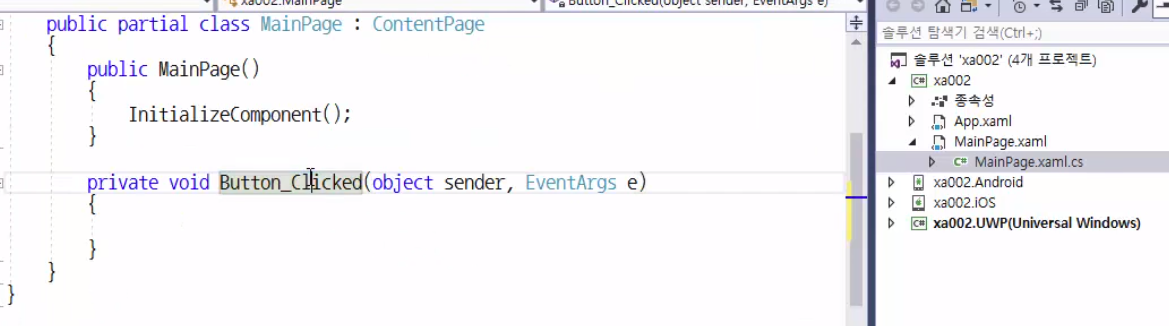 xa002.MainPage
Button_Clicked(object sender, EventArgs e)
public partial class MainPage : ContentPage
{
public MainPage()
{
InitializeComponent();
}
private void Button_Clicked(object sender, EventArgs e)
{
}
}
}
솔루션 탐색기 검색(Ctrl+;)
솔루션 'xa002' (4개 프로젝트)
C# xa002
종속성
App.xaml
MainPage.xaml
C# MainPage.xaml.cs
xa002.Android
xa002.iOS
C# xa002.UWP(Universal Windows)